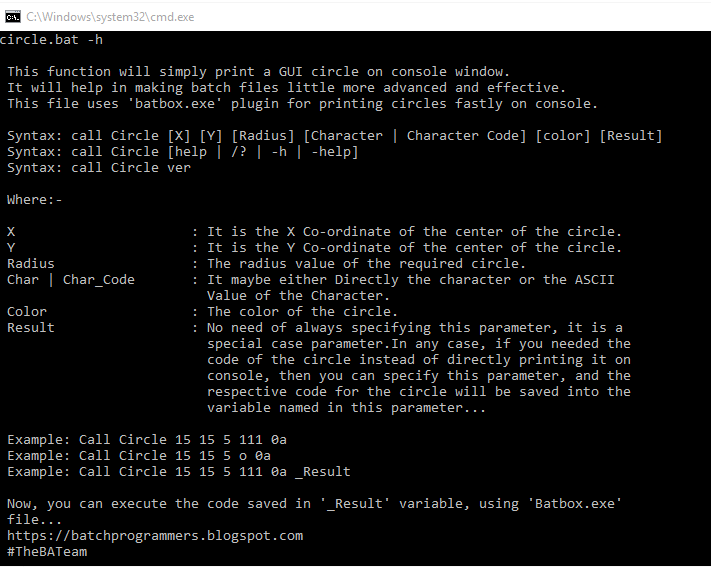 C:\Windows\system32\cmd.exe
circle.bat -h
This function will simply print a GUI circle on console window.
It will help in making batch files little more advanced and effective.
This file uses 'batbox.exe' plugin for printing circles fastly on console.
Syntax: call Circle [X] [Y] [Radius] [Character | Character Code] [color] [Result]
Syntax: call Circle [help | /? | -h | -help]
Syntax: call Circle ver
Where:-
X : It is the X Co-ordinate of the center of the circle.
Y : It is the Y Co-ordinate of the center of the circle.
Radius : The radius value of the required circle.
Char | Char_Code : It maybe either Directly the character or the ASCII
Value of the Character.
Color : The color of the circle.
Result : No need of always specifying this parameter, it is a
special case parameter.In any case, if you needed the
code of the circle instead of directly printing it on
console, then you can specify this parameter, and the
respective code for the circle will be saved into the
variable named in this parameter...
Example: Call Circle 15 15 5 111 0a
Example: Call Circle 15 15 5 o 0a
Example: Call Circle 15 15 5 111 0a _Result
Now, you can execute the code saved in '_Result' variable, using 'Batbox.exe'
file...
https://batchprogrammers.blogspot.com
#TheBATeam